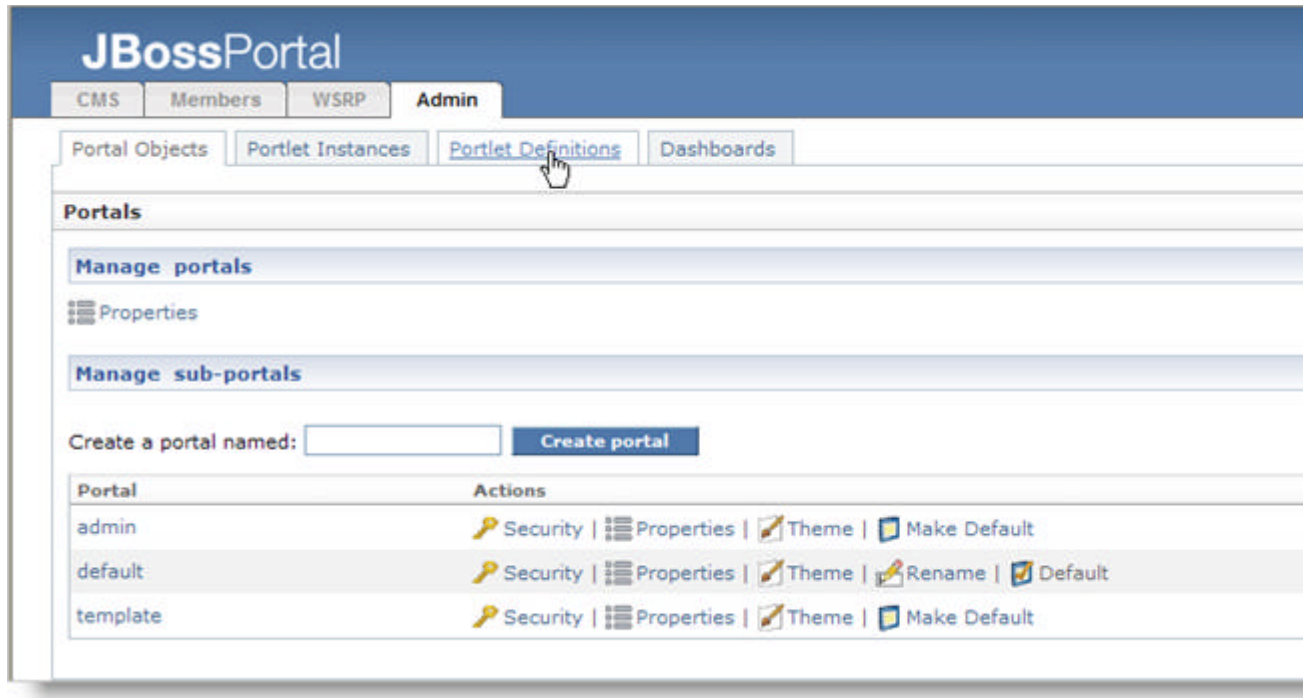 JBossPortal
CMS Members WSRP Admin
Portal Objects Portlet Instances Portlet Definitions Dashboards
Portals
Manage portals
Properties
Manage sub-portals
Create a portal named: Create portal
Portal Actions
admin Security | Properties | Theme | Make Default
default Security | Properties | Theme | Rename | Default
template Security | Properties | Theme | Make Default